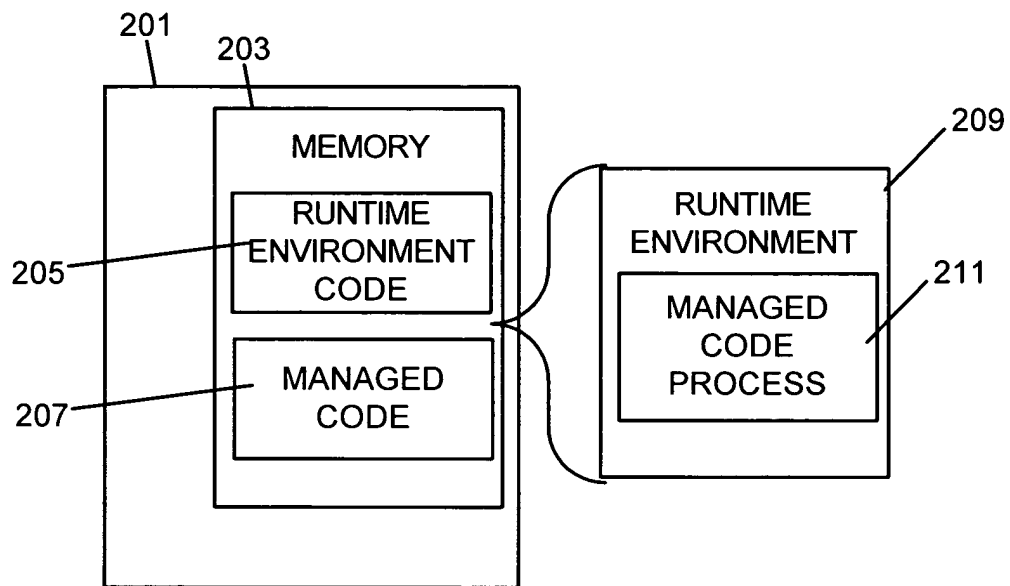 201
203
MEMORY
RUNTIME
ENVIRONMENT
CODE
205
MANAGED
CODE
207
209
RUNTIME
ENVIRONMENT
211
MANAGED
CODE
PROCESS